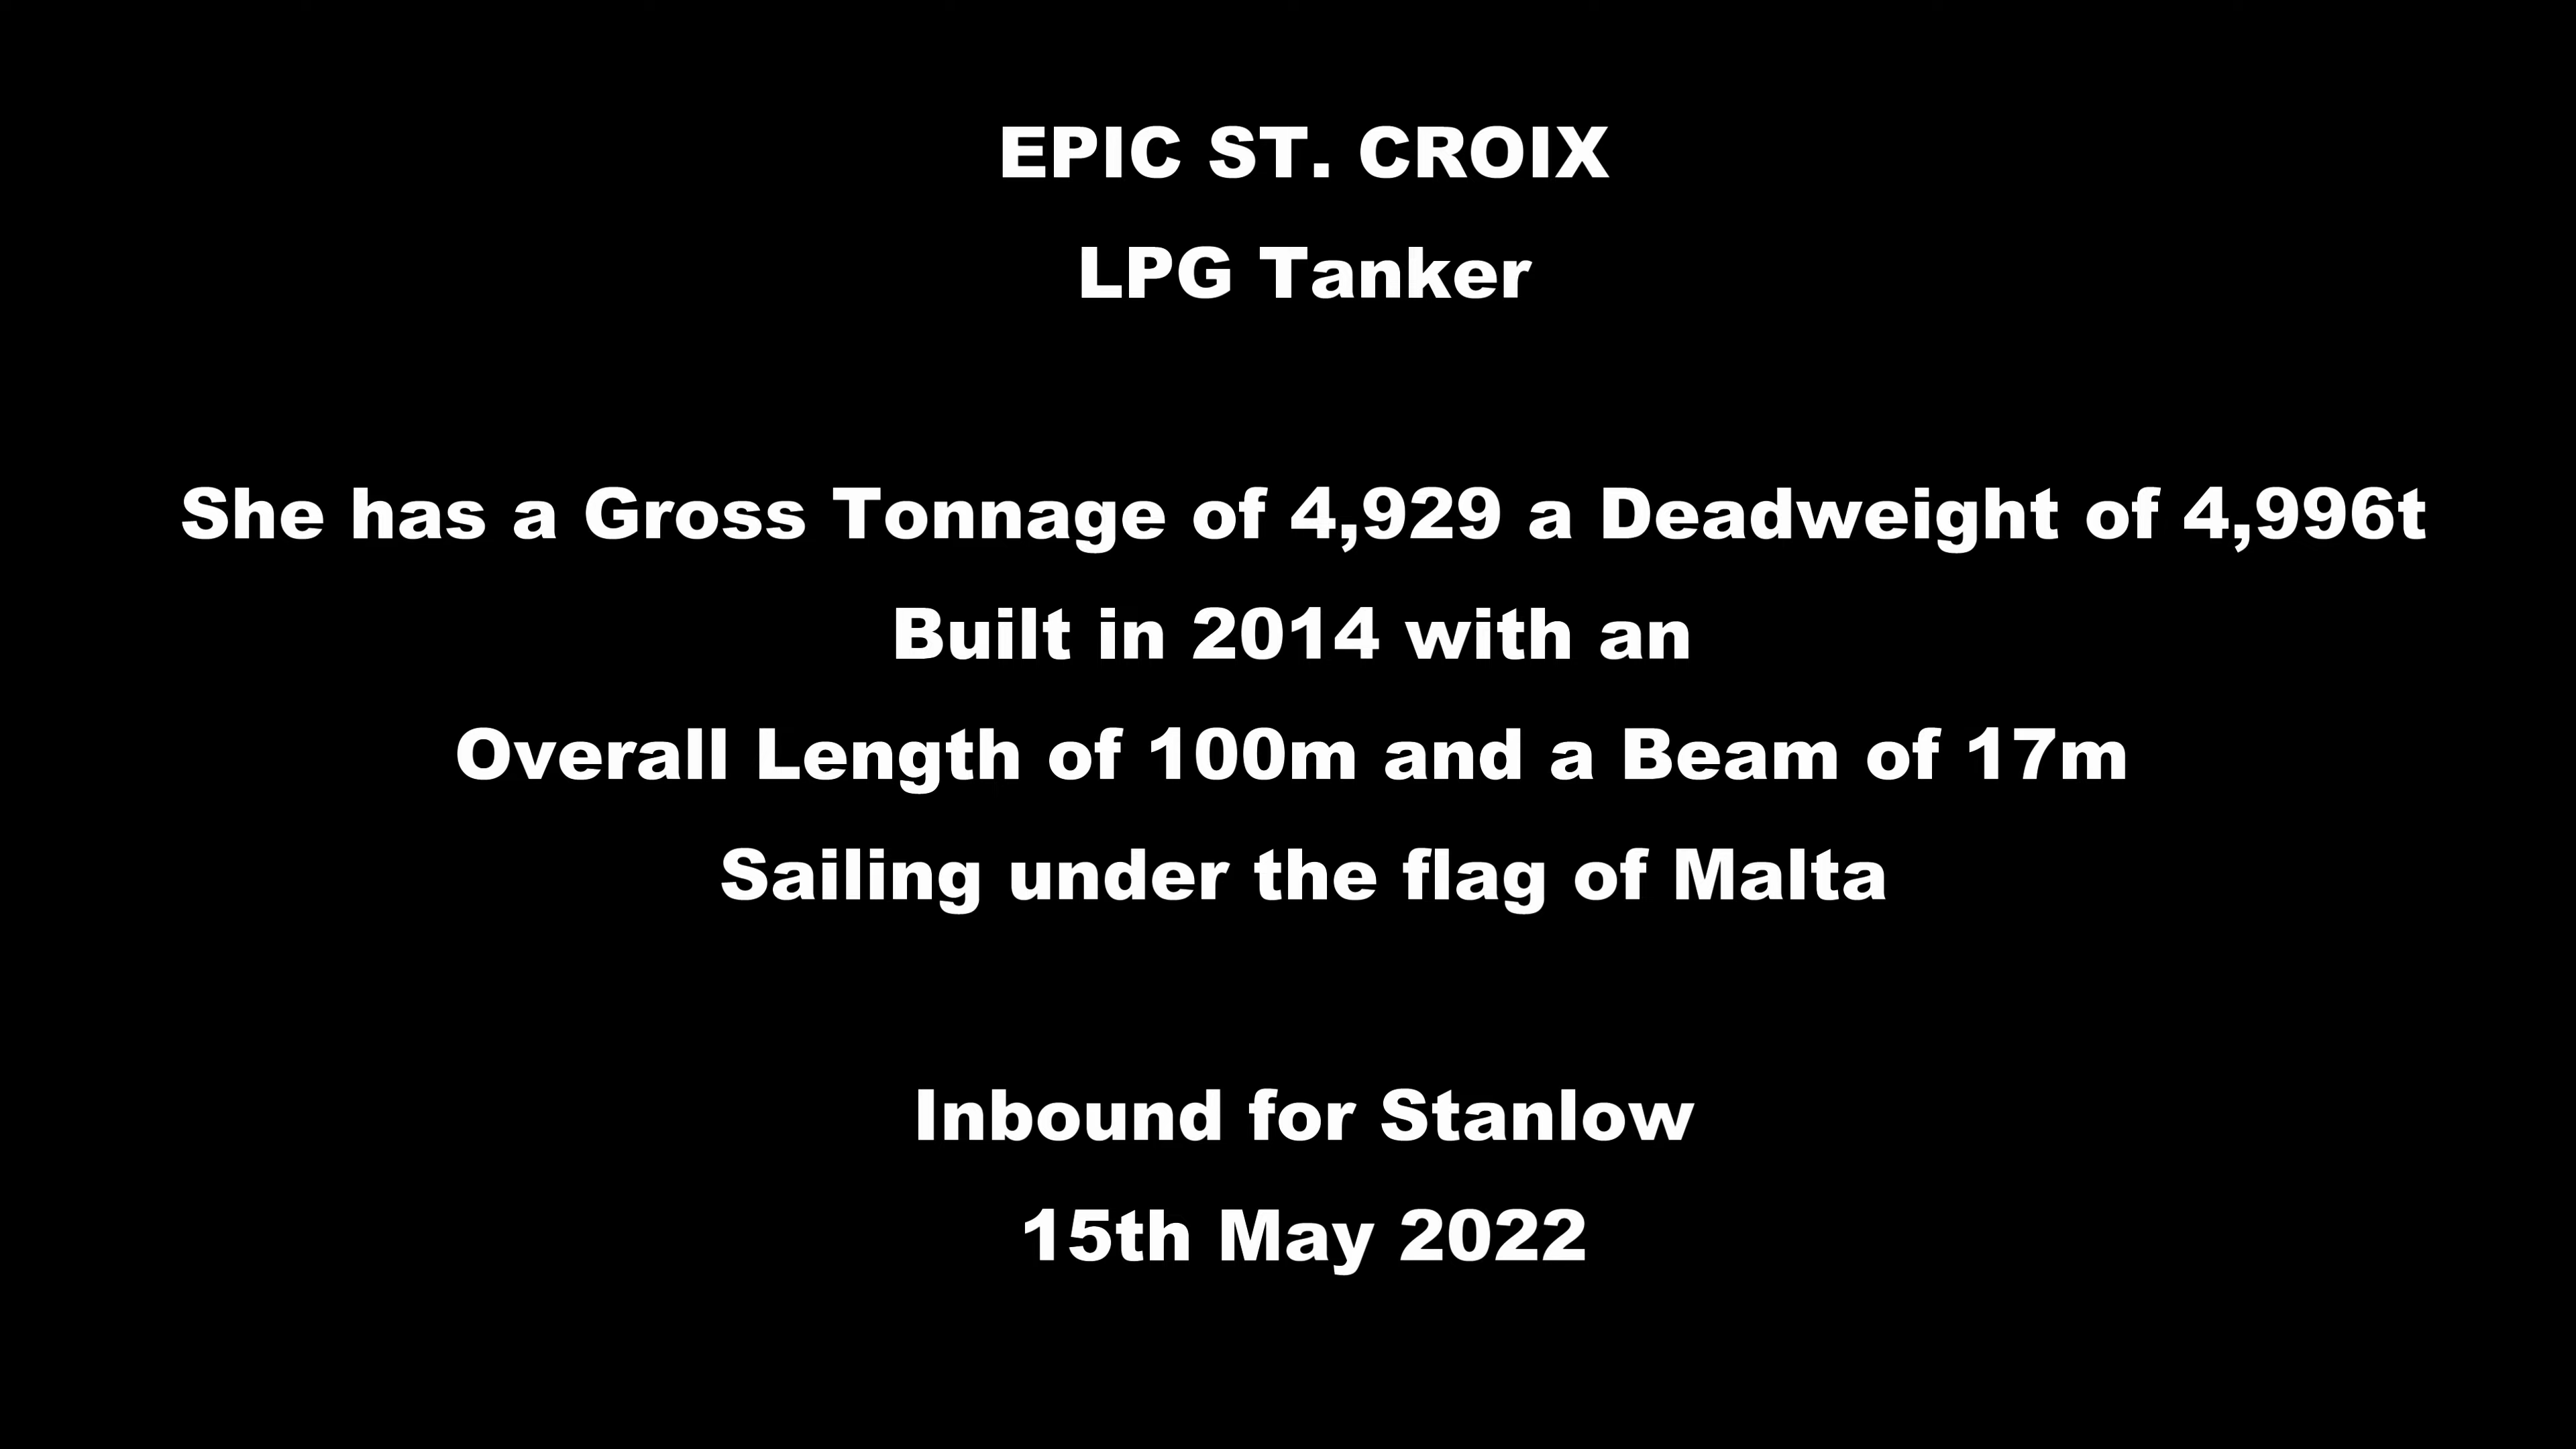 EPIC ST. CROIX
LPG Tanker
She has a Gross Tonnage of 4,929 a Deadweight of 4,996t
Built in 2014 with an
Overall Length of 100m and a Beam of 17m
Sailing under the flag of Malta
Inbound for Stanlow
15th May 2022